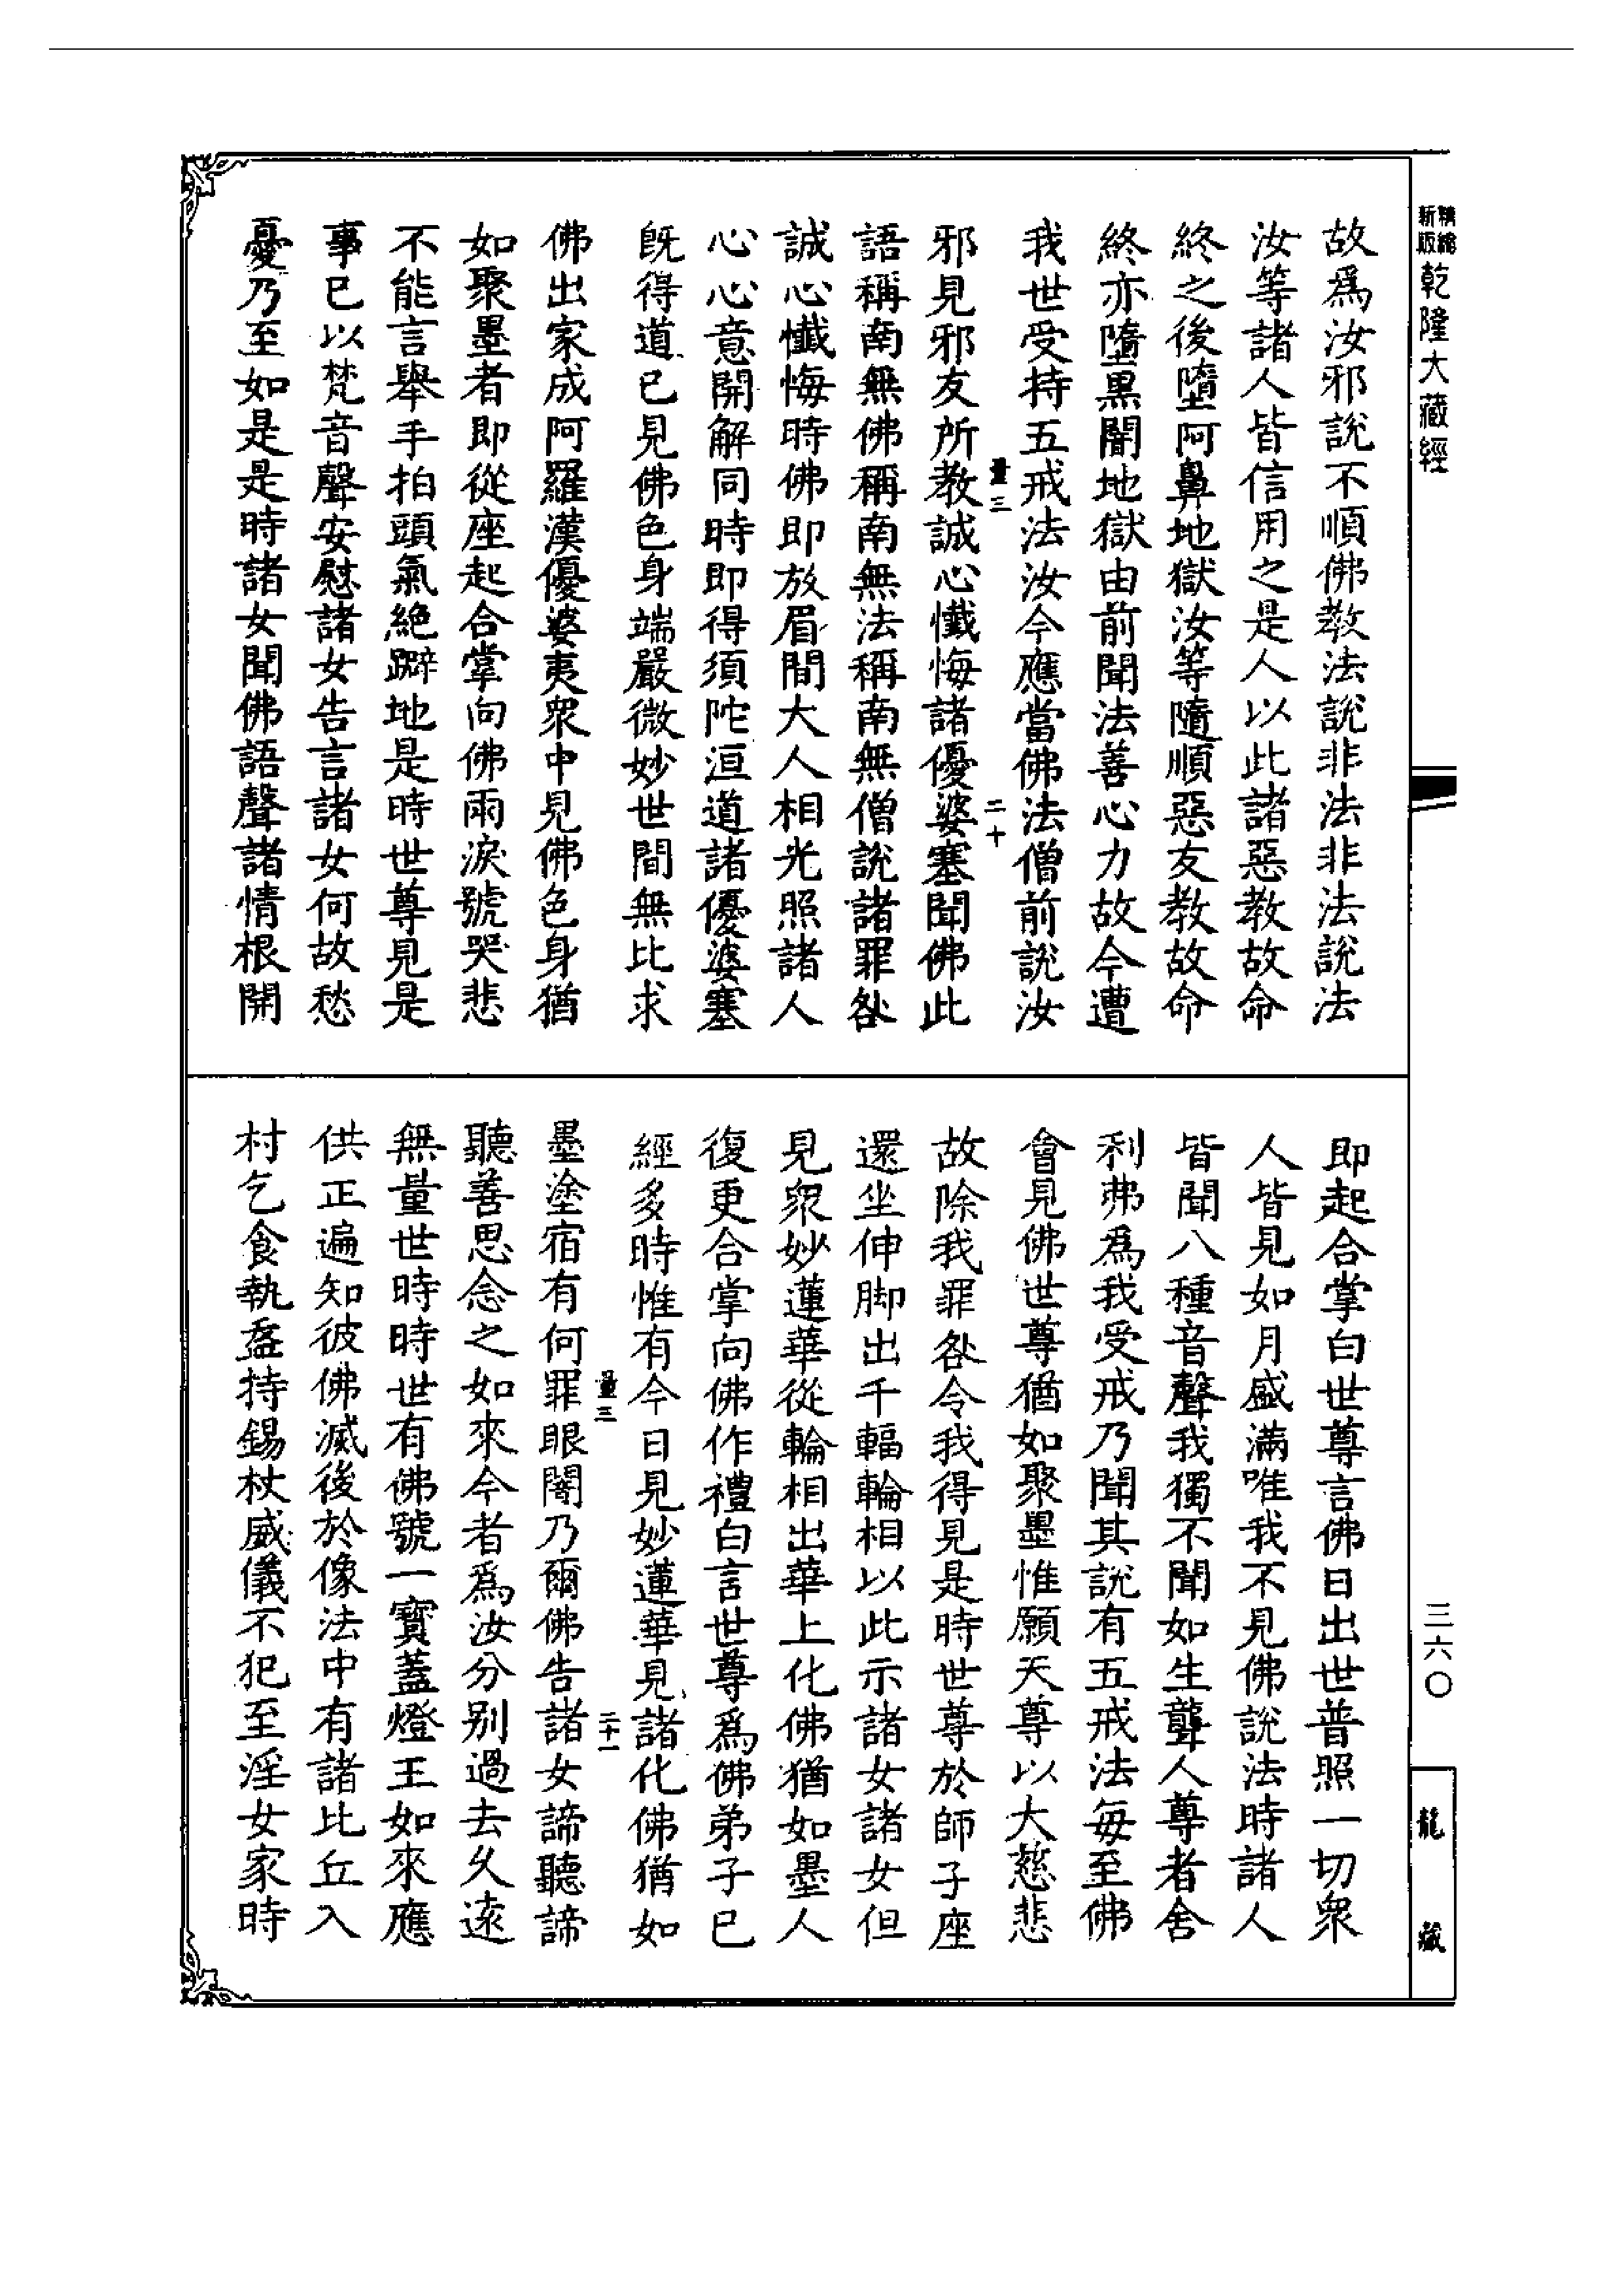 新版精縮乾隆大藏經
故爲汝邪說不順佛教法說非法非法說法
汝等諸人皆信用之是人以此諸惡教故命
終之後墮阿鼻地獄汝等隨順惡友教故命
終亦墮黑闇地獄由前聞法善心力故今遭
我世受持五戒法汝今應當佛法僧前說汝
量三 二十
邪見邪友所教誠心懺悔諸優婆塞聞佛此
語稱南無佛稱南無法稱南無僧說諸罪咎
誠心懺悔時佛即放眉間大人相光照諸人
心心意開解同時即得須陀洹道諸優婆塞
旣得道已見佛色身端嚴微妙世間無比求
佛出家成阿羅漢優婆夷衆中見佛色身猶
如聚墨者即從座起合掌向佛雨淚號哭悲
不能言舉手拍頭氣絕躃地是時世尊見是
事已以梵音聲安慰諸女告言諸女何故愁
憂乃至如是是時諸女聞佛語聲諸情根開
即起合掌白世尊言佛日出世普照一切衆
人皆見如月盛滿唯我不見佛說法時諸人
皆聞八種音聲我獨不聞如生聾人尊者舍
利弗爲我受戒乃聞其說有五戒法每至佛
會見佛世尊猶如聚墨惟願天尊以大慈悲
故除我罪咎令我得見是時世尊於師子座
還坐伸脚出千輻輪相以此示諸女諸女但
見衆妙蓮華從輪相出華上化佛猶如墨人
復更合掌向佛作禮白言世尊爲佛弟子已
經多時惟有今日見妙蓮華見諸化佛猶如
量三 二十一
墨塗宿有何罪眼闇乃爾佛告諸女諦聽諦
聽善思念之如來今者爲汝分別過去久遠
無量世時時世有佛號一寶蓋燈王如來應
供正遍知彼佛滅後於像法中有諸比丘入
村乞食執盔持錫杖威儀不犯至淫女家時
三六〇
龍藏